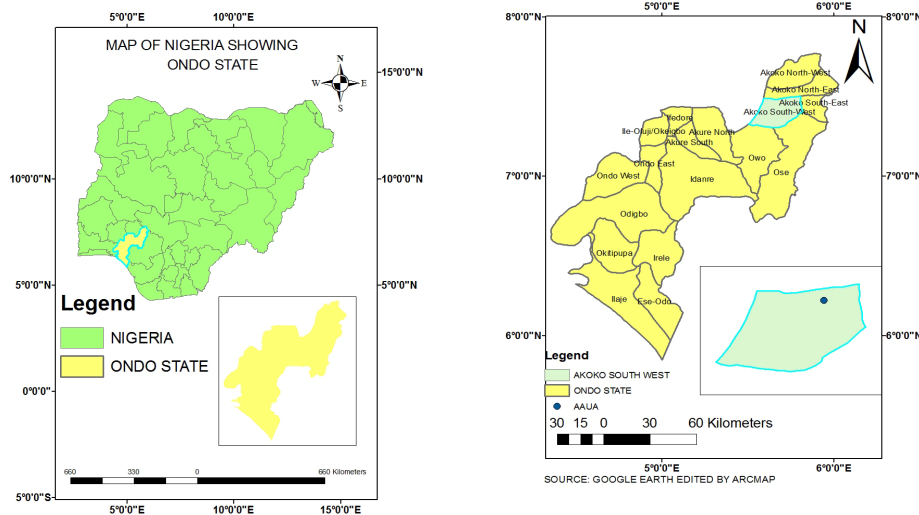 5°0'0"E 10°0'0"E
MAP OF NIGERIA SHOWING
ONDO STATE
N
W E
S
15°0'0"N
10°0'0"N 10°0'0"N
5°0'0"N 5°0'0"N
Legend
NIGERIA
ONDO STATE
0°0'0" 0°0'0"
660 330 0 660 Kilometers
5°0'0"S 5°0'0"S
5°0'0"E 10°0'0"E 15°0'0"E
5°0'0"E 6°0'0"E
8°0'0"N 8°0'0"N
N
Akoko North-West
Akoko North-East
Akoko South-East
Akoko South-West
Ifedore
Ile-Oluji/Okeigbo Akure North
Akure South
Owo
Ondo East
Ose
Ondo West Idanre
7°0'0"N 7°0'0"N
Odigbo
Okitipupa Irele
Ilaje Ese-Odo
6°0'0"N 6°0'0"N
Legend
AKOKO SOUTH WEST
ONDO STATE
AAUA
30 15 0 30 60 Kilometers
5°0'0"E 6°0'0"E
SOURCE: GOOGLE EARTH EDITED BY ARCMAP